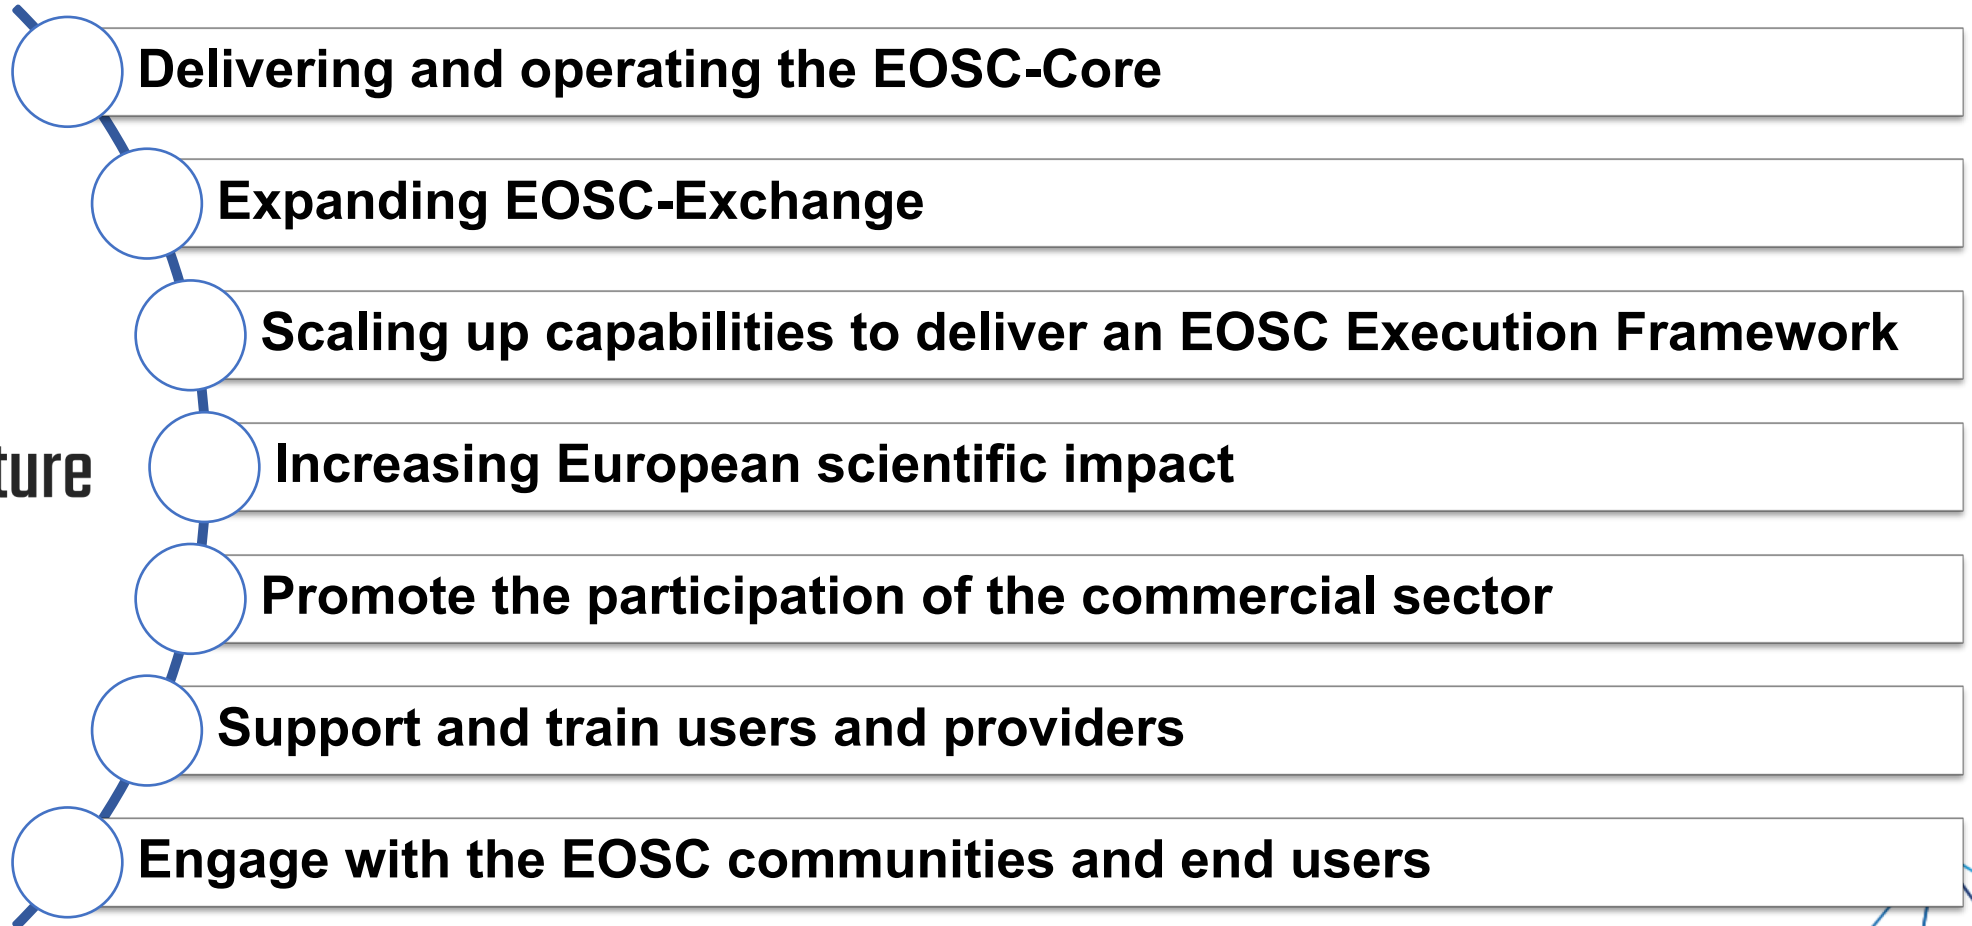 Delivering and operating the EOSC-Core
Expanding EOSC-Exchange
Scaling up capabilities to deliver an EOSC Execution Framework
Increasing European scientific impact
ture
Promote the participation of the commercial sector
Support and train users and providers
Engage with the EOSC communities and end users